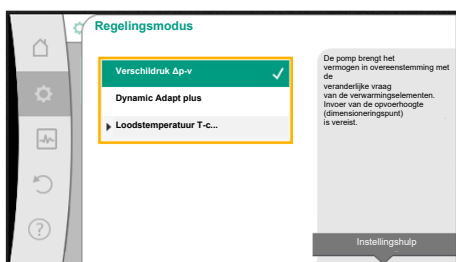 Regelingsmodus
Verschildruk Δp-v
Dynamic Adapt plus
Loodstemperatuur T-c...
De pomp brengt het
vermogen in overeenstemming met
de
veranderlijke vraag
van de verwarmingselementen.
Invoer van de opvoerhoogte
(dimensioneringspunt)
is vereist.
Instellingshulp